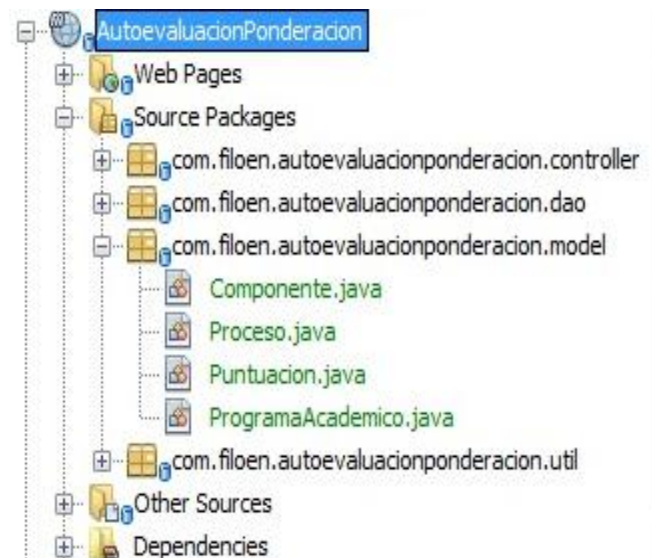 AutoevaluacionPonderacion
Web Pages
Source Packages
com.filoen.autoevaluacionponderacion.controller
com.filoen.autoevaluacionponderacion.dao
com.filoen.autoevaluacionponderacion.model
Componente.java
Proceso.java
Puntuacion.java
ProgramaAcademico.java
com.filoen.autoevaluacionponderacion.util
Other Sources
Dependencies